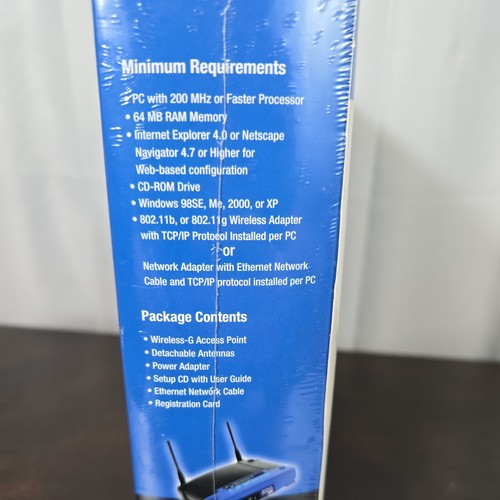 Minimum Requirements
• PC with 200 MHz or Faster Processor
• 64 MB RAM Memory
• Internet Explorer 4.0 or Netscape
Navigator 4.7 or Higher for
Web-based configuration
• CD-ROM Drive
• Windows 98SE, Me, 2000, or XP
• 802.11b, or 802.11g Wireless Adapter
with TCP/IP Protocol Installed per PC
or
Network Adapter with Ethernet Network
Cable and TCP/IP protocol installed per PC
Package Contents
• Wireless-G Access Point
• Detachable Antennas
• Power Adapter
• Setup CD with User Guide
• Ethernet Network Cable
• Registration Card